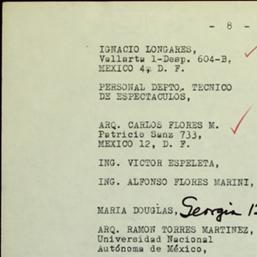 - 8 -
IGNACIO LONGARES,
Vallarta 1-Desp. 604-B,
MEXICO 4, D. F.
PERSONAL DEPTO. TECNICO
DE ESPECTACULOS,
ARQ. CARLOS FLORES M.
Patricio Sanz 733,
MEXICO 12, D. F.
ING. VICTOR ESPELETA,
ING. ALFONSO FLORES MARINI,
MARIA DOUGLAS, Georgia
ARQ. RAMON TORRES MARTINEZ,
Universidad Nacional
Autónoma de México,